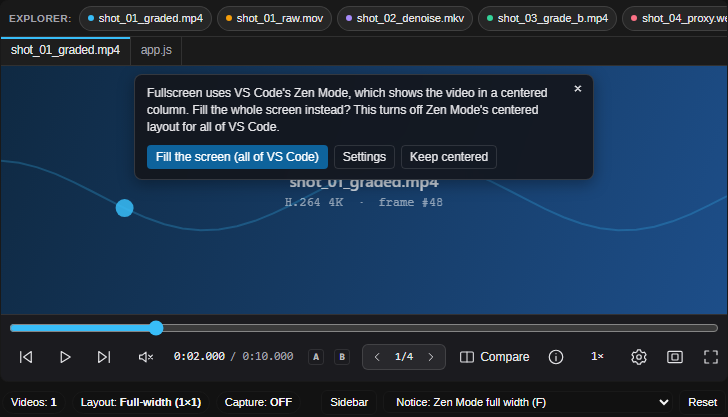 EXPLORER: shot_01_graded.mp4 shot_01_raw.mov shot_02_denoise.mkv shot_03_grade_b.mp4 shot_04_proxy.we
shot_01_graded.mp4 app.js
Fullscreen uses VS Code's Zen Mode, which shows the video in a centered
column. Fill the whole screen instead? This turns off Zen Mode's centered
layout for all of VS Code.
Fill the screen (all of VS Code) Settings Keep centered
shot_01_graded.mp4
H.264 4K · frame #48
0:02.000 / 0:10.000 A B 1/4 Compare 1×
Videos: 1 Layout: Full-width (1×1) Capture: OFF Sidebar Notice: Zen Mode full width (F) Reset